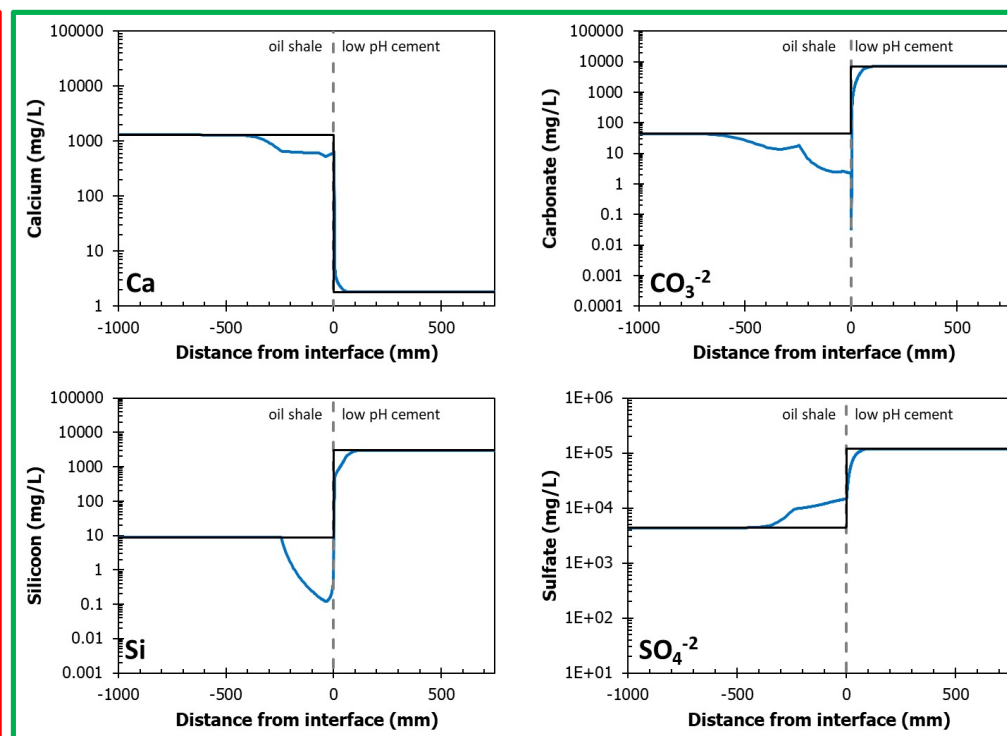 100000
10000
1000
100
10
1
Calcium (mg/L)
oil shale
low pH cement
Ca
-1000 -500 0 500
Distance from interface (mm)
100000
10000
1000
100
10
1
0.1
0.01
0.001
0.0001
Carbonate (mg/L)
oil shale
low pH cement
CO₃⁻²
-1000 -500 0 500
Distance from interface (mm)
100000
10000
1000
100
10
1
0.1
0.01
0.001
Silicoon (mg/L)
oil shale
low pH cement
Si
-1000 -500 0 500
Distance from interface (mm)
1E+06
1E+05
1E+04
1E+03
1E+02
1E+01
Sulfate (mg/L)
oil shale
low pH cement
SO₄⁻²
-1000 -500 0 500
Distance from interface (mm)